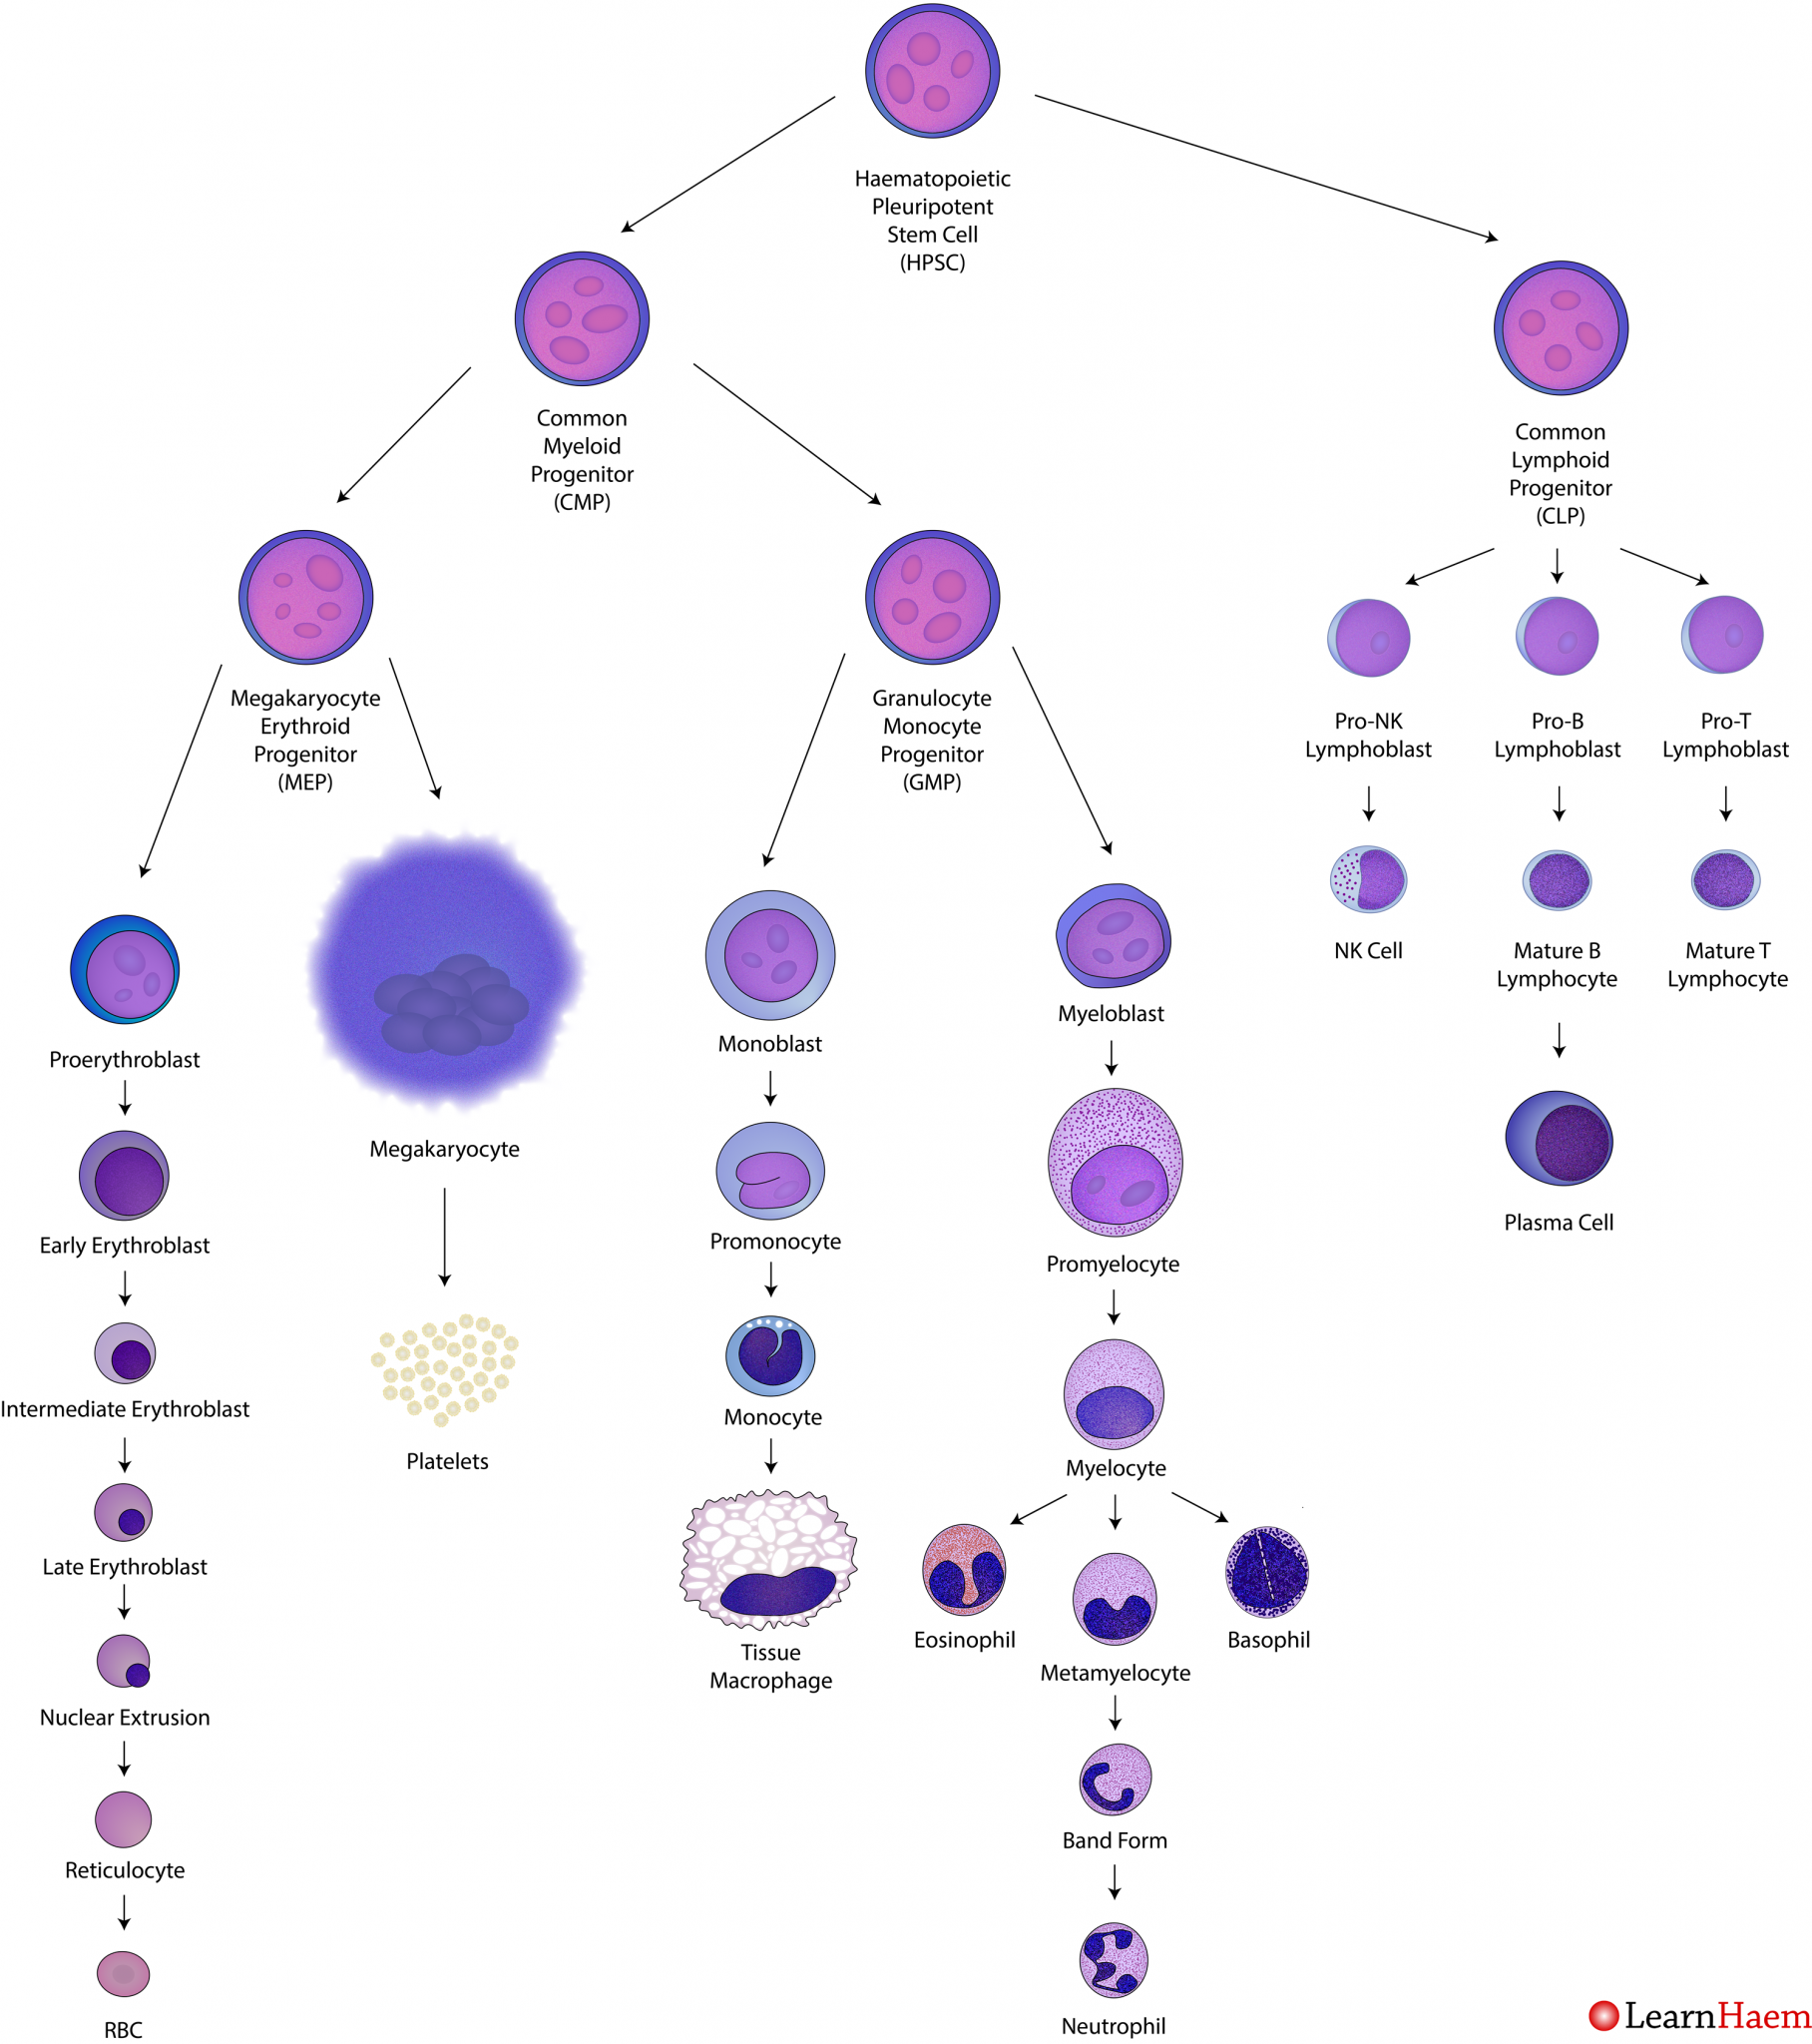 Haematopoietic
Pleuripotent
Stem Cell
(HPSC)
Common
Myeloid
Progenitor
(CMP)
Common
Lymphoid
Progenitor
(CLP)
Megakaryocyte
Erythroid
Progenitor
(MEP)
Granulocyte
Monocyte
Progenitor
(GMP)
Pro-NK
Lymphoblast
Pro-B
Lymphoblast
Pro-T
Lymphoblast
NK Cell
Mature B
Lymphocyte
Mature T
Lymphocyte
Plasma Cell
Proerythroblast
Early Erythroblast
Intermediate Erythroblast
Late Erythroblast
Nuclear Extrusion
Reticulocyte
RBC
Megakaryocyte
Platelets
Monoblast
Promonocyte
Monocyte
Tissue
Macrophage
Myeloblast
Promyelocyte
Myelocyte
Eosinophil
Metamyelocyte
Basophil
Band Form
Neutrophil
LearnHaem